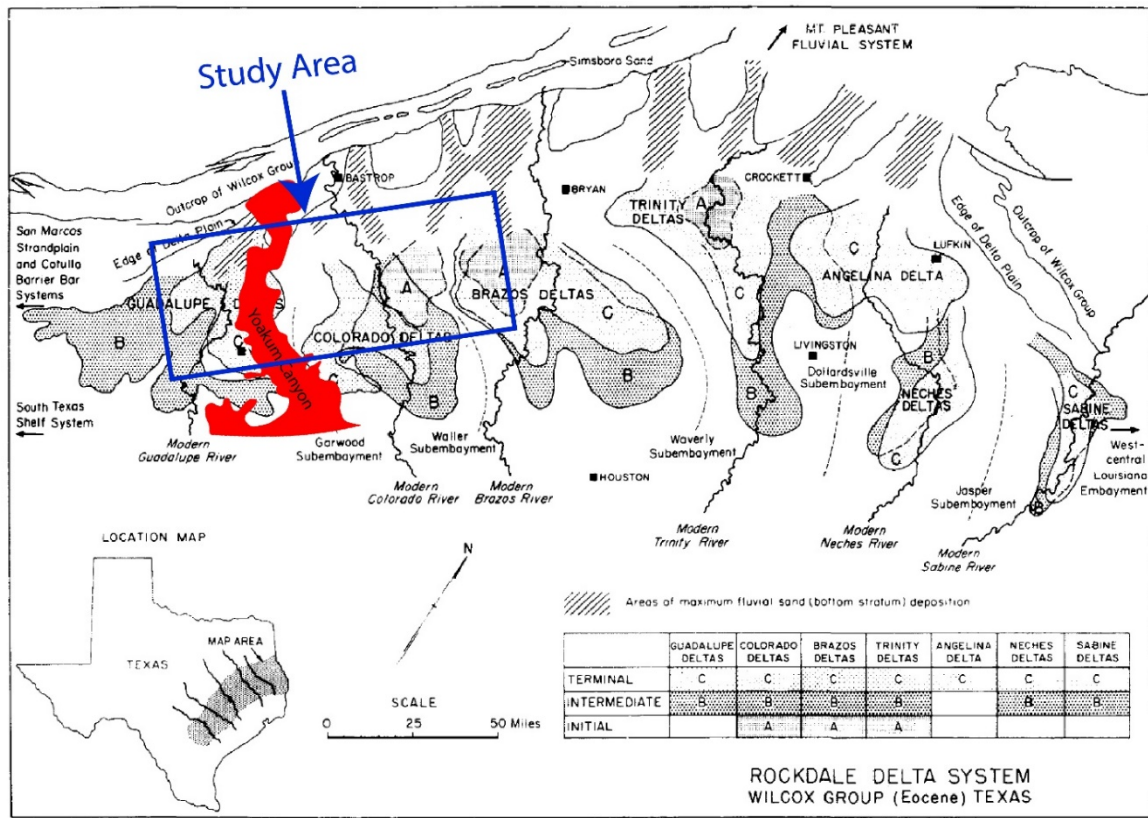 MT. PLEASANT
FLUVIAL SYSTEM
Simsboro Sand
Study Area
BASTROP
BRYAN
CROCKETT
Outcrop of Wilcox Group
Edge of Delta Plain
San Marcos
Strandplain
and Cotulla
Barrier Bar
Systems
TRINITY
DELTAS
A
C
LUFKIN
ANGELINA DELTA
Edge of Delta Plain
Outcrop of Wilcox Group
GUADALUPE DELTAS
A
A
BRAZOS DELTAS
C
C
B
COLORADO DELTAS
C
Yoakum Canyon
C
B
B
B
LIVINGSTON
Dollardsville
Subembayment
B
NECHES
DELTAS
C
C
SABINE
DELTAS
B
South Texas
Shelf System
Modern
Guadalupe River
Garwood
Subembayment
Waller
Subembayment
Modern
Colorado River
Modern
Brazos River
HOUSTON
Waverly
Subembayment
Modern
Trinity River
Modern
Neches River
Jasper
Subembayment
Modern
Sabine River
West-
central
Louisiana
Embayment
LOCATION MAP
MAP AREA
TEXAS
N
SCALE
0 25 50 Miles
Areas of maximum fluvial sand (bottom stratum) deposition
GUADALUPE DELTAS COLORADO DELTAS BRAZOS DELTAS TRINITY DELTAS ANGELINA DELTA NECHES DELTAS SABINE DELTAS
TERMINAL C C C C C C C
INTERMEDIATE B B B B B B
INITIAL A A A
ROCKDALE DELTA SYSTEM
WILCOX GROUP (Eocene) TEXAS